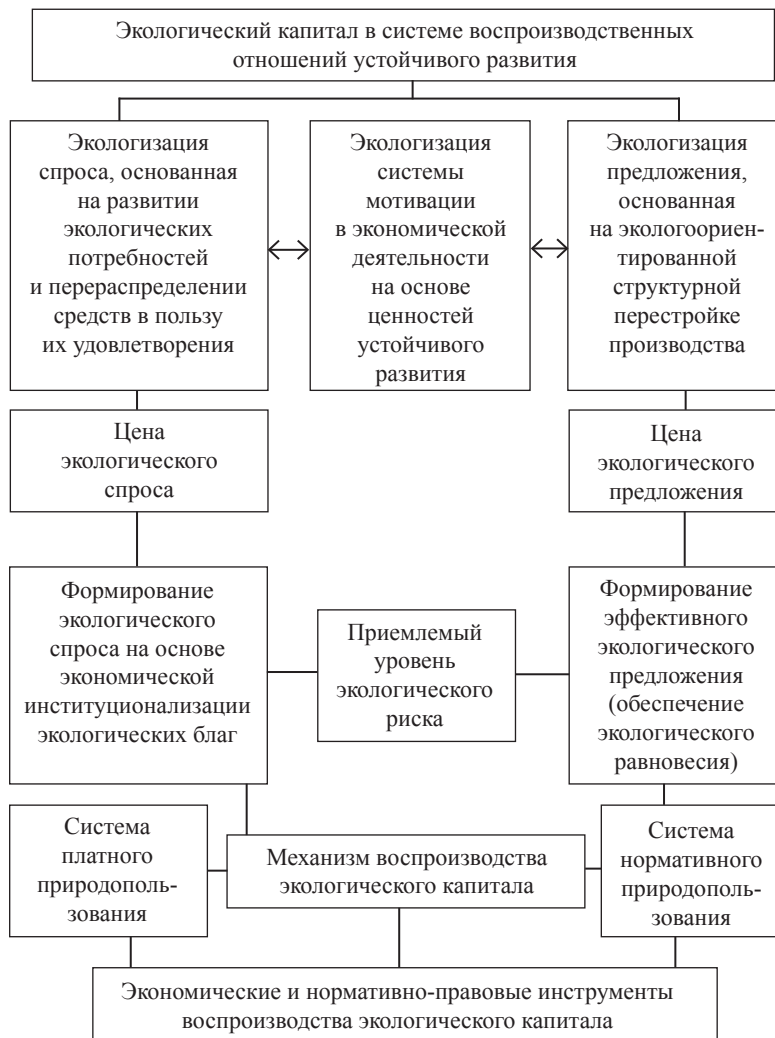 Экологический капитал в системе воспроизводственных
отношений устойчивого развития
Экологизация
спроса, основанная
на развитии
экологических
потребностей
и перераспределении
средств в пользу
их удовлетворения
Экологизация
системы
мотивации
в экономической
деятельности
на основе
ценностей
устойчивого
развития
Экологизация
предложения,
основанная
на экологоориен-
тированной
структурной
перестройке
производства
Цена
экологического
спроса
Цена
экологического
предложения
Формирование
экологического
спроса на основе
экономической
институционализации
экологических благ
Приемлемый
уровень
экологического
риска
Формирование
эффективного
экологического
предложения
(обеспечение
экологического
равновесия)
Система
платного
природополь-
зования
Механизм воспроизводства
экологического капитала
Система
нормативного
природополь-
зования
Экономические и нормативно-правовые инструменты
воспроизводства экологического капитала